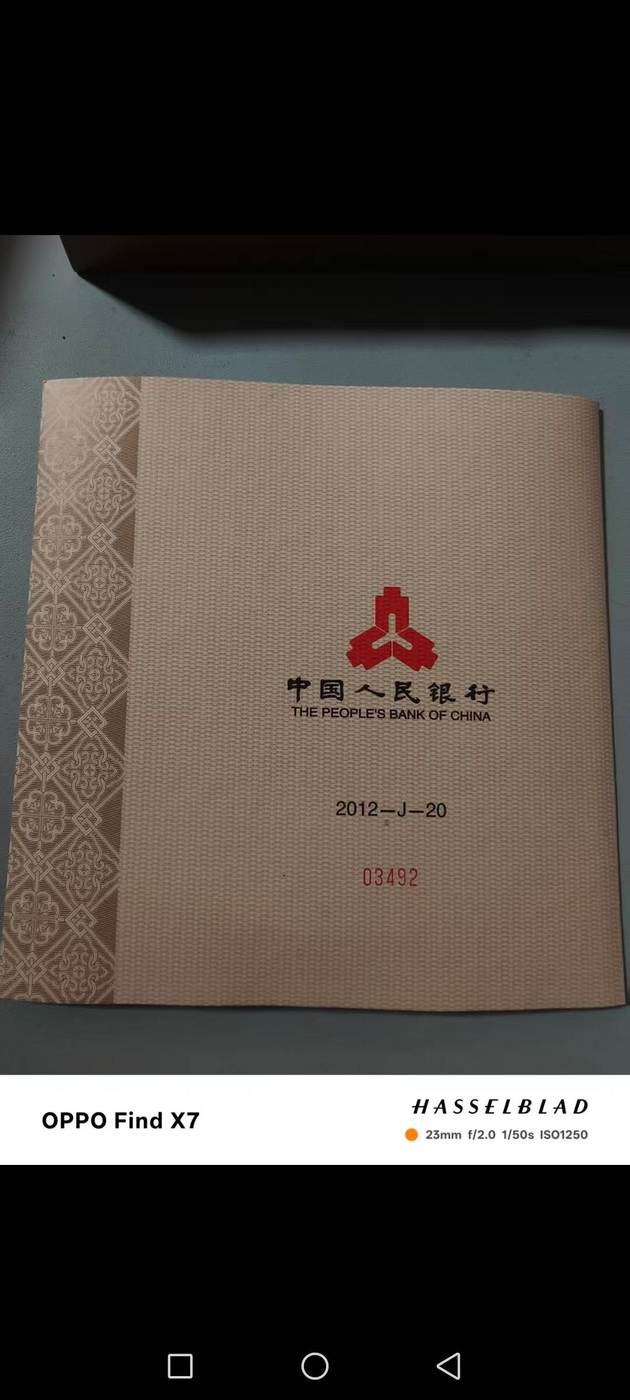 中国人民银行
THE PEOPLE'S BANK OF CHINA
2012—J—20
03492
OPPO Find X7
HASSELBLAD
23mm f/2.0 1/50s ISO1250